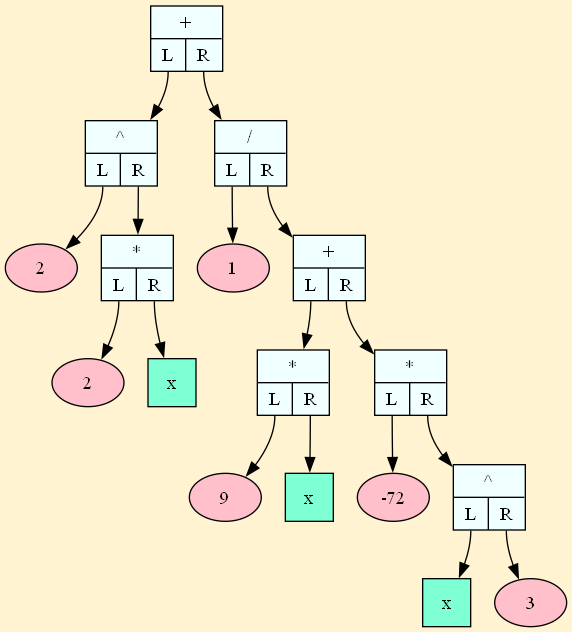 +
L R
^ /
L R L R
2 * 1 +
L R L R
2 x * *
L R L R
9 x -72 ^
L R
x 3